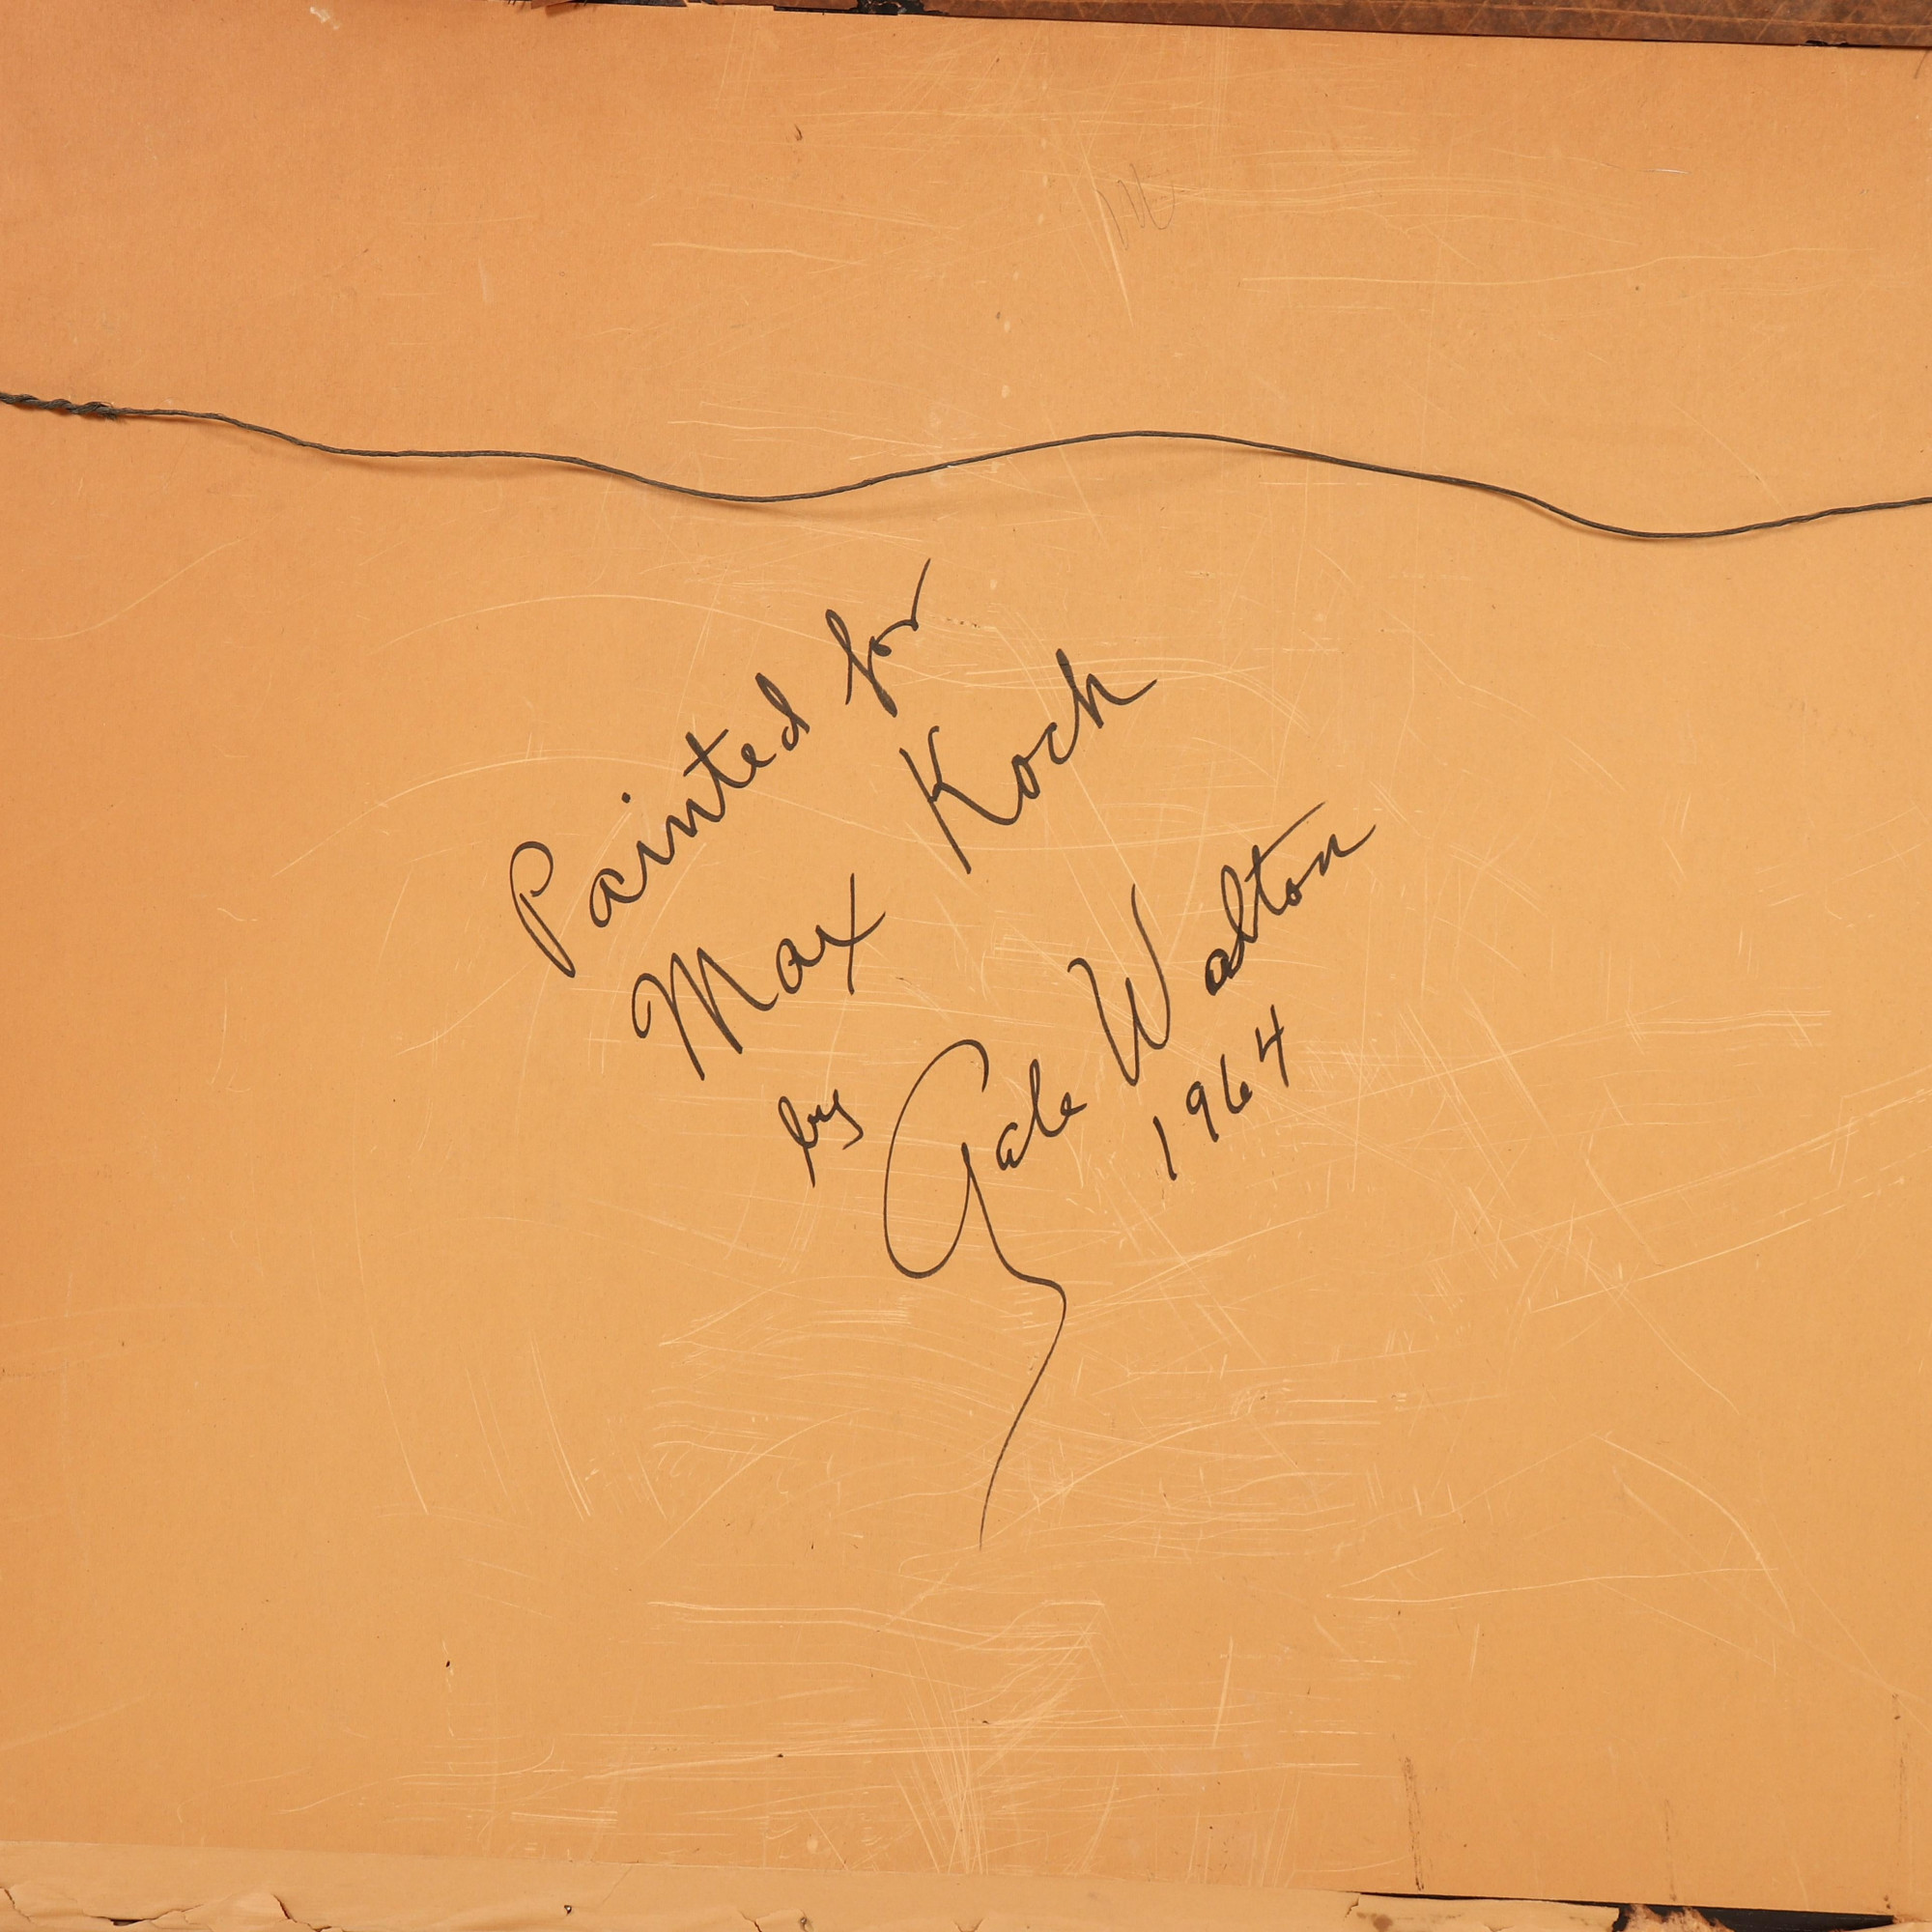 Painted for
Max Koch
by Gale Walton
1964